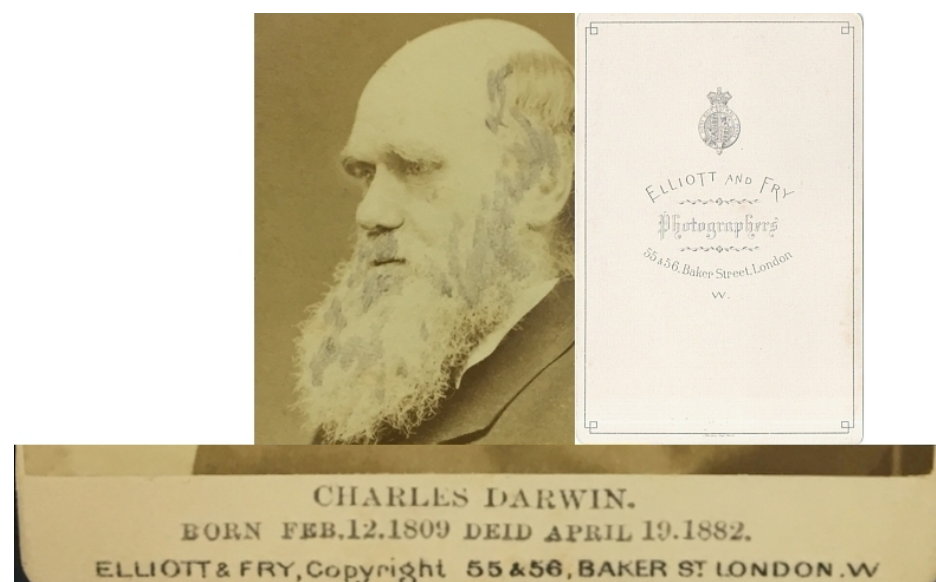 ELLIOTT AND FRY
Photographers
55 & 56, Baker Street, London
W.
CHARLES DARWIN.
BORN FEB. 12. 1809 DEID APRIL 19. 1882.
ELLIOTT & FRY, Copyright 55 & 56, BAKER ST LONDON. W